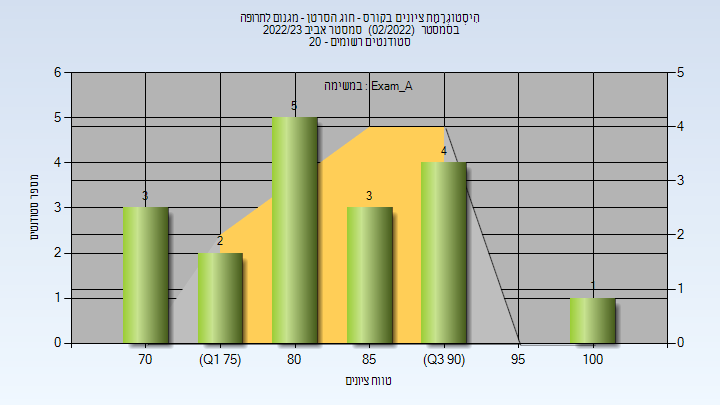 היסטוגרמת ציונים בקורס - חוג הסרטן - מגנום לתרופה
בסמסטר (02/2022) סמסטר אביב 2022/23
סטודנטים רשומים - 20
במשימה : Exam_A
מספר סטודנטים
6 5 4 3 2 1 0
5 4 3 2 1 0
3 2 5 3 4 1
70 (Q1 75) 80 85 (Q3 90) 95 100
טווח ציונים